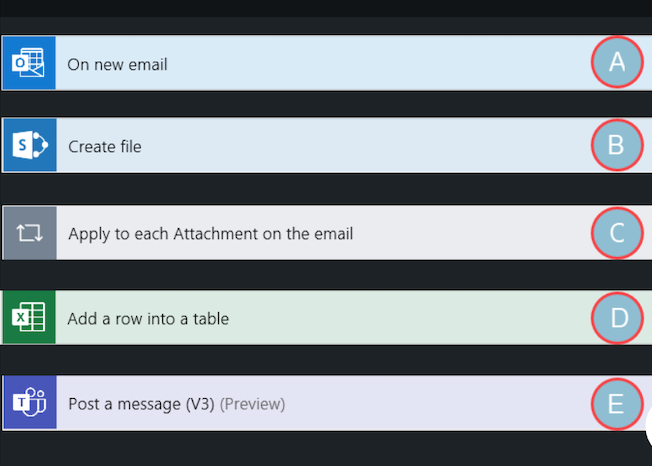 On new email A
Create file B
Apply to each Attachment on the email C
Add a row into a table D
Post a message (V3) (Preview) E